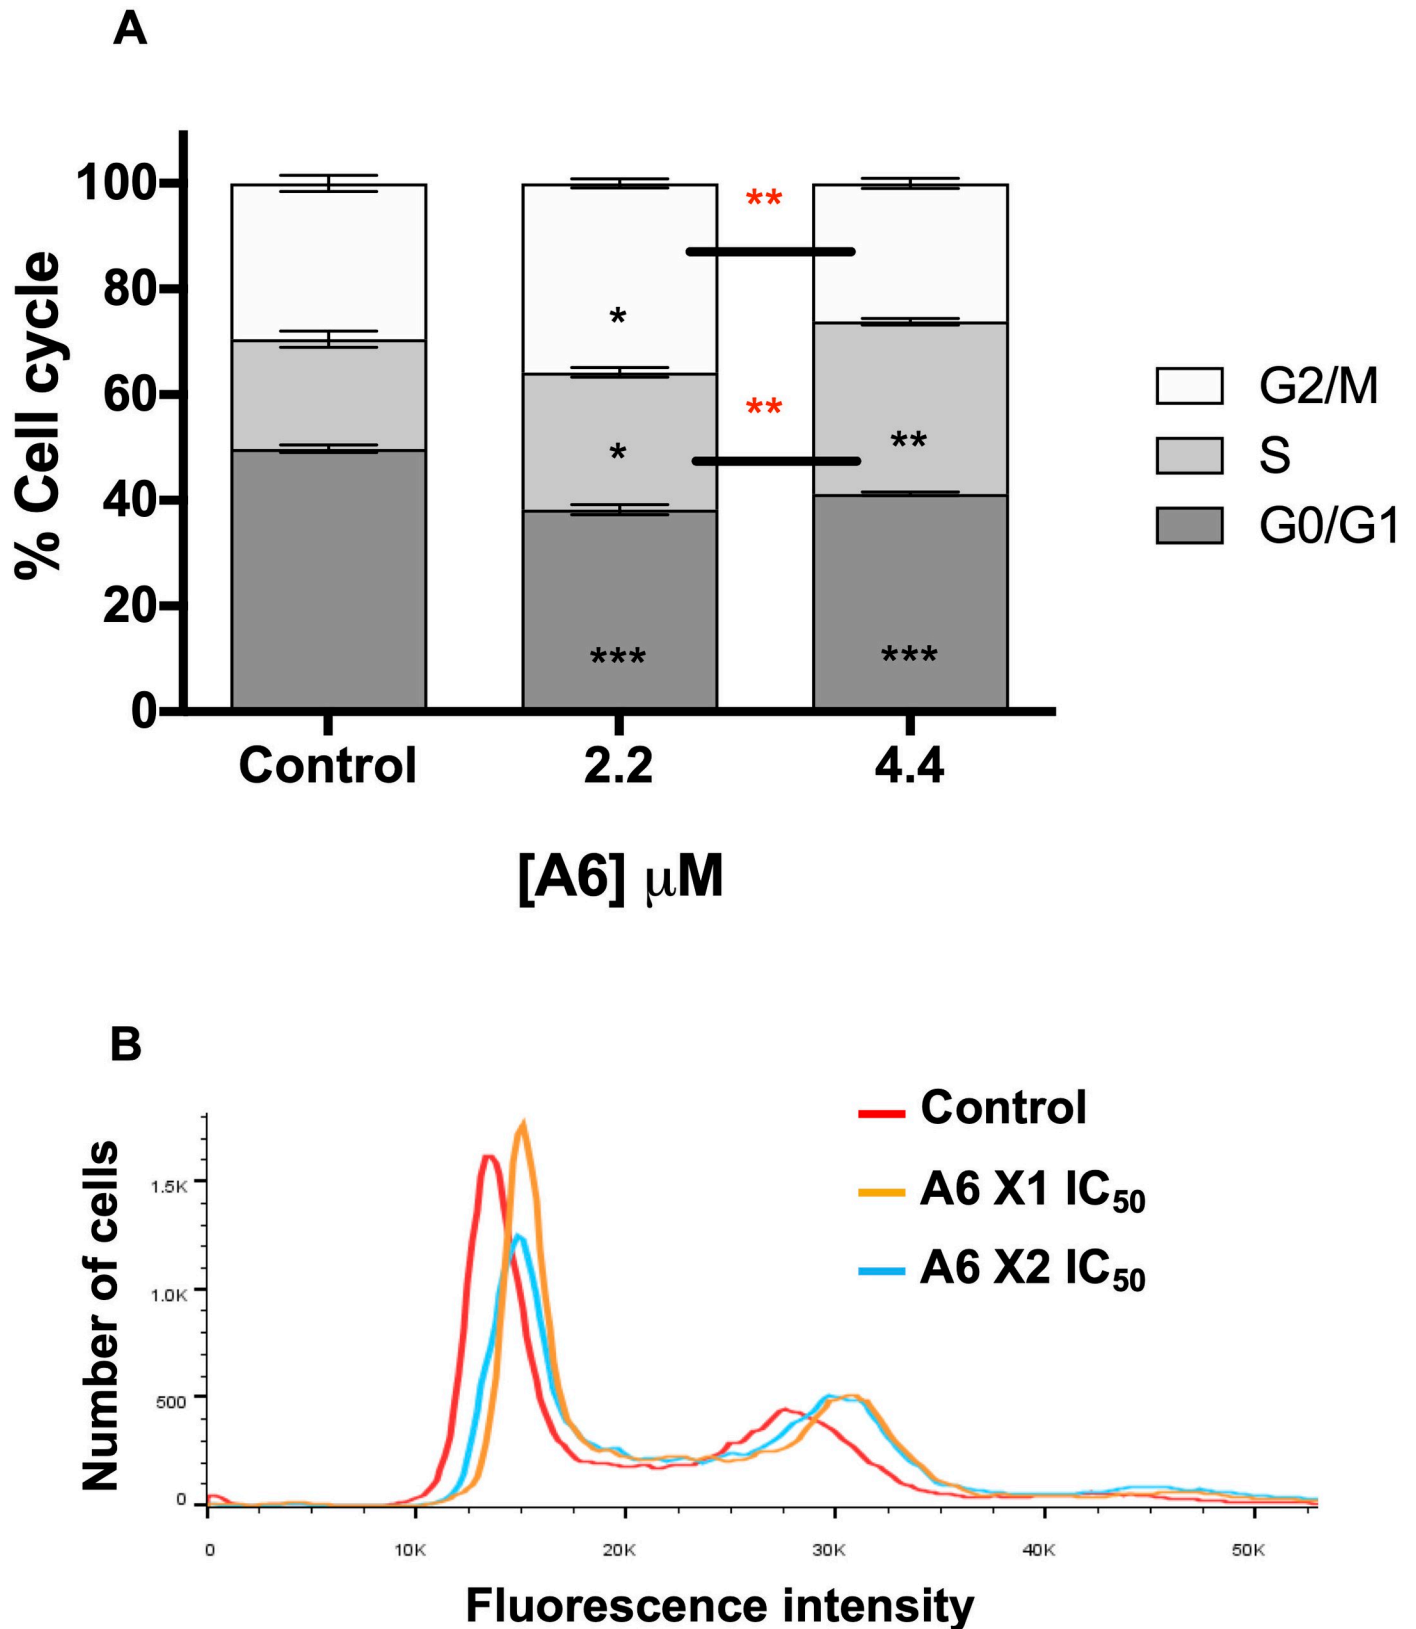 A
% Cell cycle
100
80
60
40
20
0
**
*
**
*
**
***
***
Control
2.2
4.4
[A6] μM
G2/M
S
G0/G1
B
Number of cells
1.5K
1.0K
500
0
Control
A6 X1 IC50
A6 X2 IC50
0
10K
20K
30K
40K
50K
Fluorescence intensity